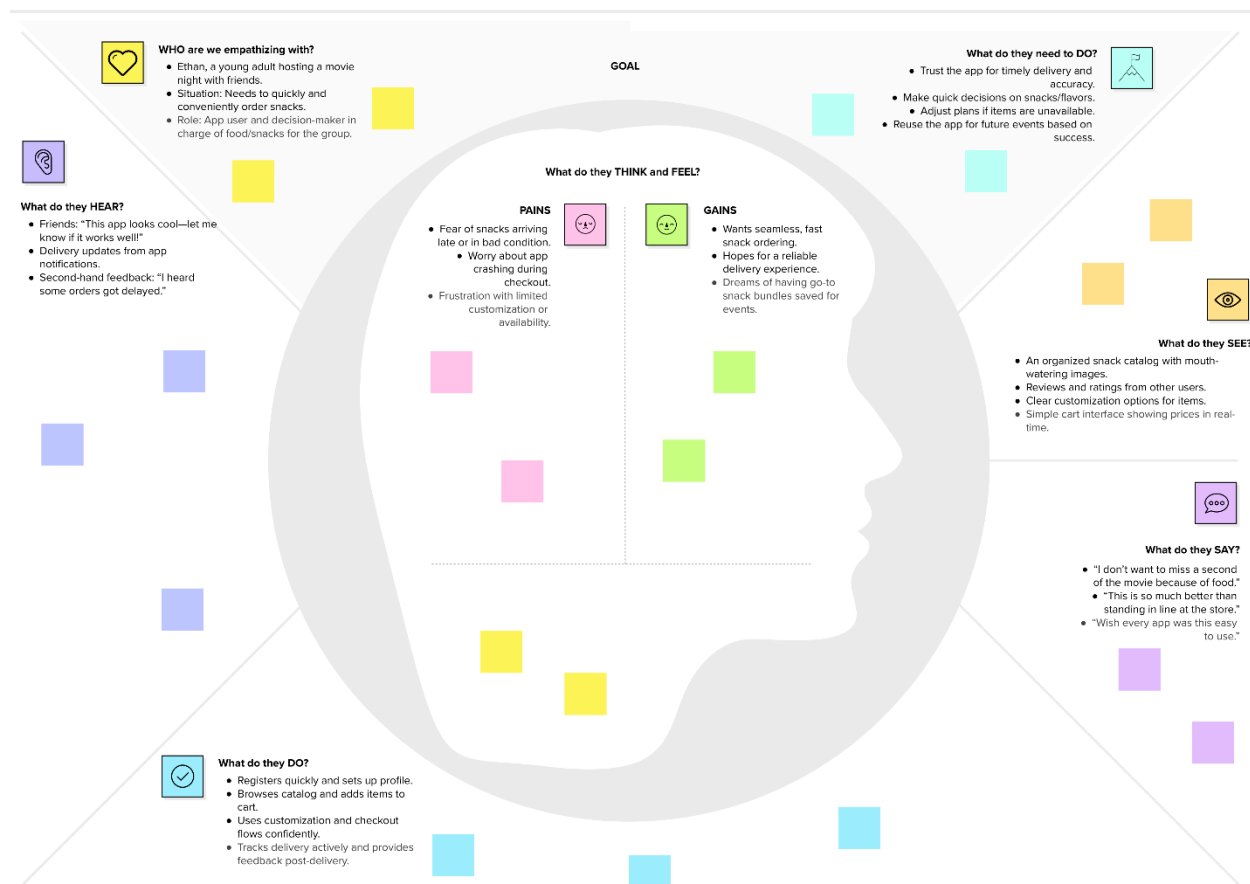 WHO are we empathizing with?
● Ethan, a young adult hosting a movie
night with friends.
● Situation: Needs to quickly and
conveniently order snacks.
● Role: App user and decision-maker in
charge of food/snacks for the group.
GOAL
What do they need to DO?
● Trust the app for timely delivery and
accuracy.
● Make quick decisions on snacks/flavors.
● Adjust plans if items are unavailable.
● Reuse the app for future events based on
success.
What do they HEAR?
● Friends: “This app looks cool—let me
know if it works well!”
● Delivery updates from app
notifications.
● Second-hand feedback: “I heard
some orders got delayed.”
What do they THINK and FEEL?
PAINS
● Fear of snacks arriving
late or in bad condition.
● Worry about app
crashing during
checkout.
● Frustration with limited
customization or
availability.
GAINS
● Wants seamless, fast
snack ordering.
● Hopes for a reliable
delivery experience.
● Dreams of having go-to
snack bundles saved for
events.
What do they SEE?
● An organized snack catalog with mouth-
watering images.
● Reviews and ratings from other users.
● Clear customization options for items.
● Simple cart interface showing prices in real-
time.
What do they SAY?
● “I don’t want to miss a second
of the movie because of food.”
● “This is so much better than
standing in line at the store.”
● “Wish every app was this easy
to use.”
What do they DO?
● Registers quickly and sets up profile.
● Browses catalog and adds items to
cart.
● Uses customization and checkout
flows confidently.
● Tracks delivery actively and provides
feedback post-delivery.